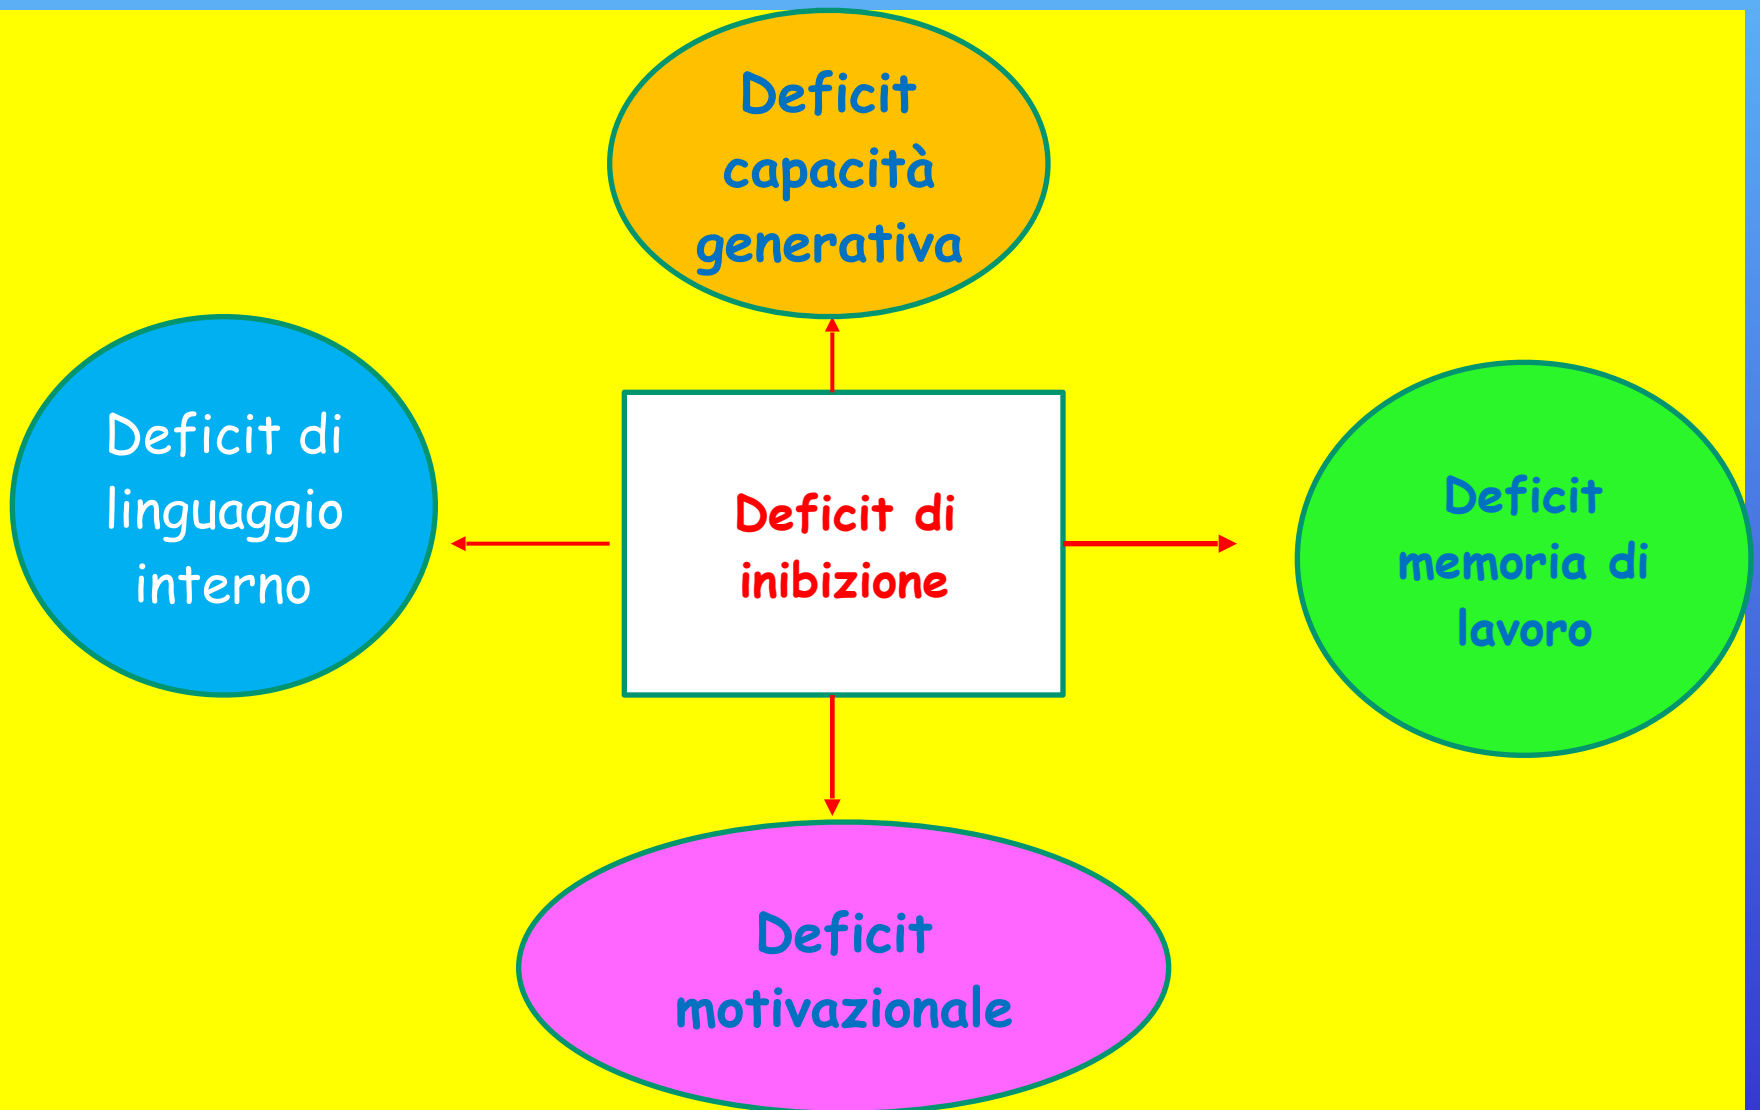 Deficit
capacità
generativa
Deficit di
linguaggio
interno
Deficit di
inibizione
Deficit
memoria di
lavoro
Deficit
motivazionale